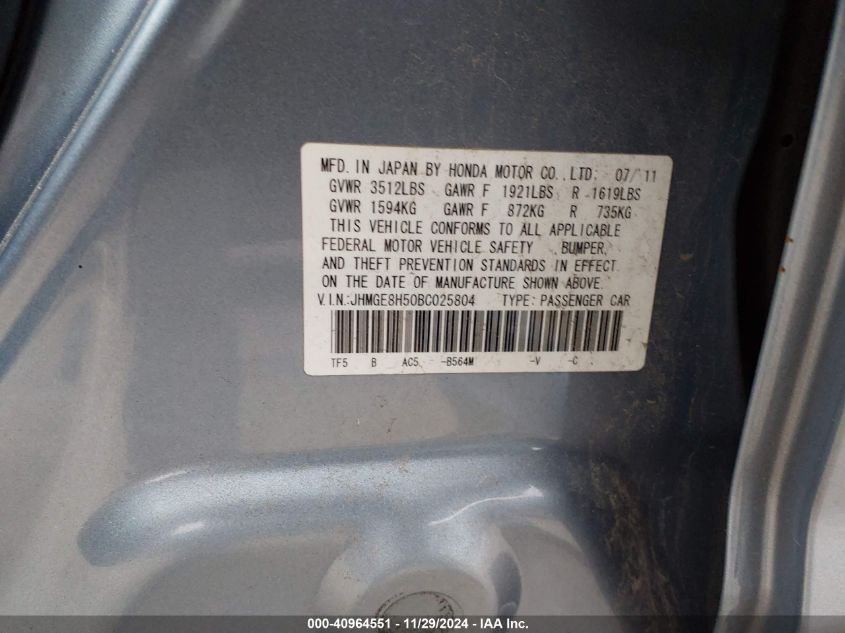 MFD. IN JAPAN BY HONDA MOTOR CO., LTD. 07/11
GVWR 3512LBS GAWR F 1921LBS R 1619LBS
GVWR 1594KG GAWR F 872KG R 735KG
THIS VEHICLE CONFORMS TO ALL APPLICABLE
FEDERAL MOTOR VEHICLE SAFETY , BUMPER,
AND THEFT PREVENTION STANDARDS IN EFFECT
ON THE DATE OF MANUFACTURE SHOWN ABOVE.
V.I.N.:JHMGE8H50BC025804 TYPE: PASSENGER CAR
TF5 B AC5 -B564M -V -C
000-40964551 - 11/29/2024 - IAAI INC.